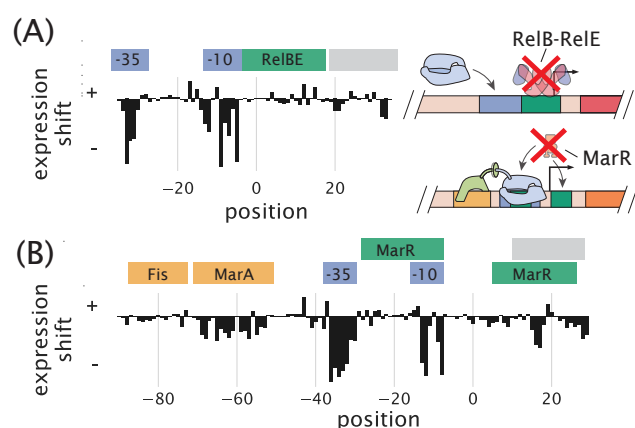 (A)
-35
-10
RelBE
+
-
expression
shift
−20
0
20
position
RelB-RelE
MarR
(B)
MarR
Fis
MarA
-35
-10
MarR
+
-
expression
shift
−80
−60
−40
−20
0
20
position